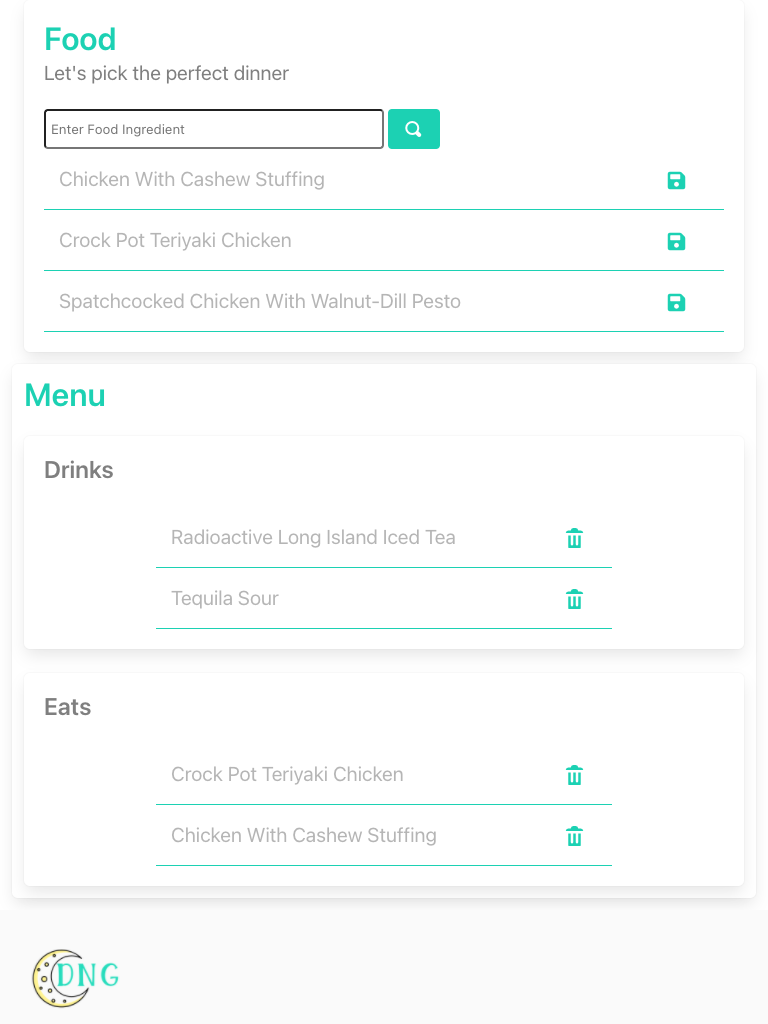 Food
Let's pick the perfect dinner
Enter Food Ingredient
Chicken With Cashew Stuffing
Crock Pot Teriyaki Chicken
Spatchcocked Chicken With Walnut-Dill Pesto
Menu
Drinks
Radioactive Long Island Iced Tea
Tequila Sour
Eats
Crock Pot Teriyaki Chicken
Chicken With Cashew Stuffing
DNG